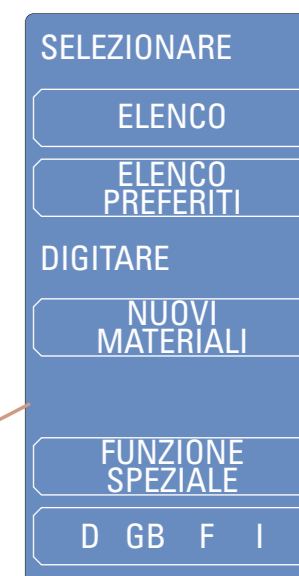 SELEZIONARE
ELENCO
ELENCO
PREFERITI
DIGITARE
NUOVI
MATERIALI
FUNZIONE
SPEZIALE
D GB F I